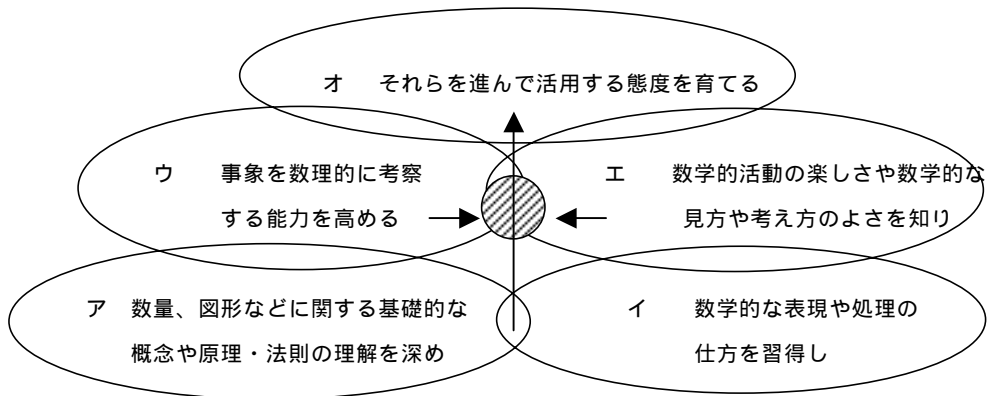 オ それらを進んで活用する態度を育てる
ウ 事象を数理的に考察
する能力を高める
エ 数学的活動の楽しさや数学的な
見方や考え方のよさを知り
ア 数量、図形などに関する基礎的な
概念や原理・法則の理解を深め
イ 数学的な表現や処理の
仕方を習得し